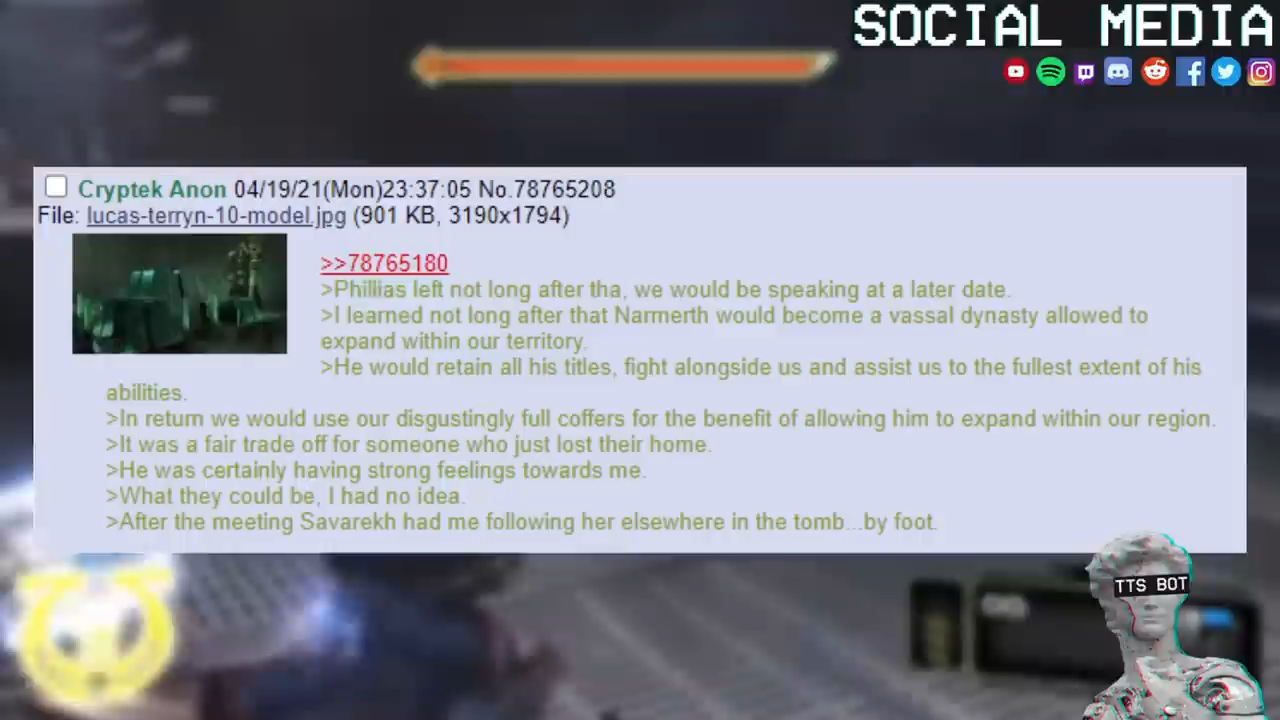 SOCIAL MEDIA
Cryptek Anon 04/19/21(Mon)23:37:05 No.78765208
File: lucas-terryn-10-model.jpg (901 KB, 3190x1794)
>>78765180
>Phillias left not long after tha, we would be speaking at a later date.
>I learned not long after that Narmerth would become a vassal dynasty allowed to
expand within our territory.
>He would retain all his titles, fight alongside us and assist us to the fullest extent of his
abilities.
>In return we would use our disgustingly full coffers for the benefit of allowing him to expand within our region.
>It was a fair trade off for someone who just lost their home.
>He was certainly having strong feelings towards me.
>What they could be, I had no idea.
>After the meeting Savarekh had me following her elsewhere in the tomb...by foot.
TTS BOT